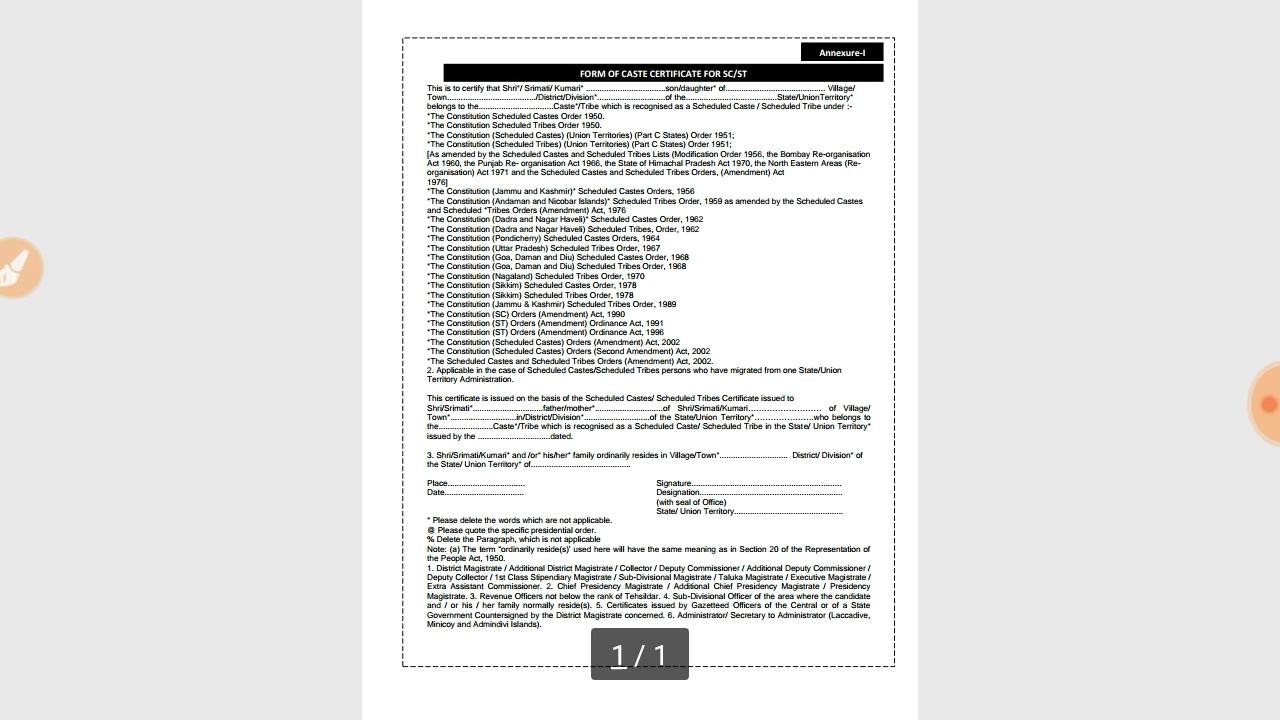 Annexure-I
FORM OF CASTE CERTIFICATE FOR SC/ST
This is to certify that Shri*/ Srimati/ Kumari* ..................................son/daughter* of........................................... Village/
Town......................................./District/Division*.............................of the.......................................State/UnionTerritory*
belongs to the................................Caste*/Tribe which is recognised as a Scheduled Caste / Scheduled Tribe under :-
*The Constitution Scheduled Castes Order 1950.
*The Constitution Scheduled Tribes Order 1950.
*The Constitution (Scheduled Castes) (Union Territories) (Part C States) Order 1951;
*The Constitution (Scheduled Tribes) (Union Territories) (Part C States) Order 1951;
[As amended by the Scheduled Castes and Scheduled Tribes Lists (Modification Order 1956, the Bombay Re-organisation
Act 1960, the Punjab Re- organisation Act 1966, the State of Himachal Pradesh Act 1970, the North Eastern Areas (Re-
organisation) Act 1971 and the Scheduled Castes and Scheduled Tribes Orders, (Amendment) Act
1976]
*The Constitution (Jammu and Kashmir)* Scheduled Castes Orders, 1956
*The Constitution (Andaman and Nicobar Islands)* Scheduled Tribes Order, 1959 as amended by the Scheduled Castes
and Scheduled *Tribes Orders (Amendment) Act, 1976
*The Constitution (Dadra and Nagar Haveli)* Scheduled Castes Order, 1962
*The Constitution (Dadra and Nagar Haveli) Scheduled Tribes, Order, 1962
*The Constitution (Pondicherry) Scheduled Castes Orders, 1964
*The Constitution (Uttar Pradesh) Scheduled Tribes Order, 1967
*The Constitution (Goa, Daman and Diu) Scheduled Castes Order, 1968
*The Constitution (Goa, Daman and Diu) Scheduled Tribes Order, 1968
*The Constitution (Nagaland) Scheduled Tribes Order, 1970
*The Constitution (Sikkim) Scheduled Castes Order, 1978
*The Constitution (Sikkim) Scheduled Tribes Order, 1978
*The Constitution (Jammu & Kashmir) Scheduled Tribes Order, 1989
*The Constitution (SC) Orders (Amendment) Act, 1990
*The Constitution (ST) Orders (Amendment) Ordinance Act, 1991
*The Constitution (ST) Orders (Amendment) Ordinance Act, 1996
*The Constitution (Scheduled Castes) Orders (Amendment) Act, 2002
*The Constitution (Scheduled Castes) Orders (Second Amendment) Act, 2002
*The Scheduled Castes and Scheduled Tribes Orders (Amendment) Act, 2002.
2. Applicable in the case of Scheduled Castes/Scheduled Tribes persons who have migrated from one State/Union
Territory Administration.
This certificate is issued on the basis of the Scheduled Castes/ Scheduled Tribes Certificate issued to
Shri/Srimati*..............................father/mother*.............................of Shri/Srimati/Kumari............................ of Village/
Town*............................in/District/Division*............................of the State/Union Territory*........................who belongs to
the.......................Caste*/Tribe which is recognised as a Scheduled Caste/ Scheduled Tribe in the State/ Union Territory*
issued by the ...............................dated.
3. Shri/Srimati/Kumari* and /or* his/her* family ordinarily resides in Village/Town*............................. District/ Division* of
the State/ Union Territory* of...........................................
Place................................. Signature................................................................
Date.................................. Designation.............................................................
(with seal of Office)
State/ Union Territory...............................................
* Please delete the words which are not applicable.
@ Please quote the specific presidential order.
% Delete the Paragraph, which is not applicable
Note: (a) The term “ordinarily reside(s)’ used here will have the same meaning as in Section 20 of the Representation of
the People Act, 1950.
1. District Magistrate / Additional District Magistrate / Collector / Deputy Commissioner / Additional Deputy Commissioner /
Deputy Collector / 1st Class Stipendiary Magistrate / Sub-Divisional Magistrate / Taluka Magistrate / Executive Magistrate /
Extra Assistant Commissioner. 2. Chief Presidency Magistrate / Additional Chief Presidency Magistrate / Presidency
Magistrate. 3. Revenue Officers not below the rank of Tehsildar. 4. Sub-Divisional Officer of the area where the candidate
and / or his / her family normally reside(s). 5. Certificates issued by Gazetteed Officers of the Central or of a State
Government Countersigned by the District Magistrate concerned. 6. Administrator/ Secretary to Administrator (Laccadive,
Minicoy and Admindivi Islands).
1 / 1